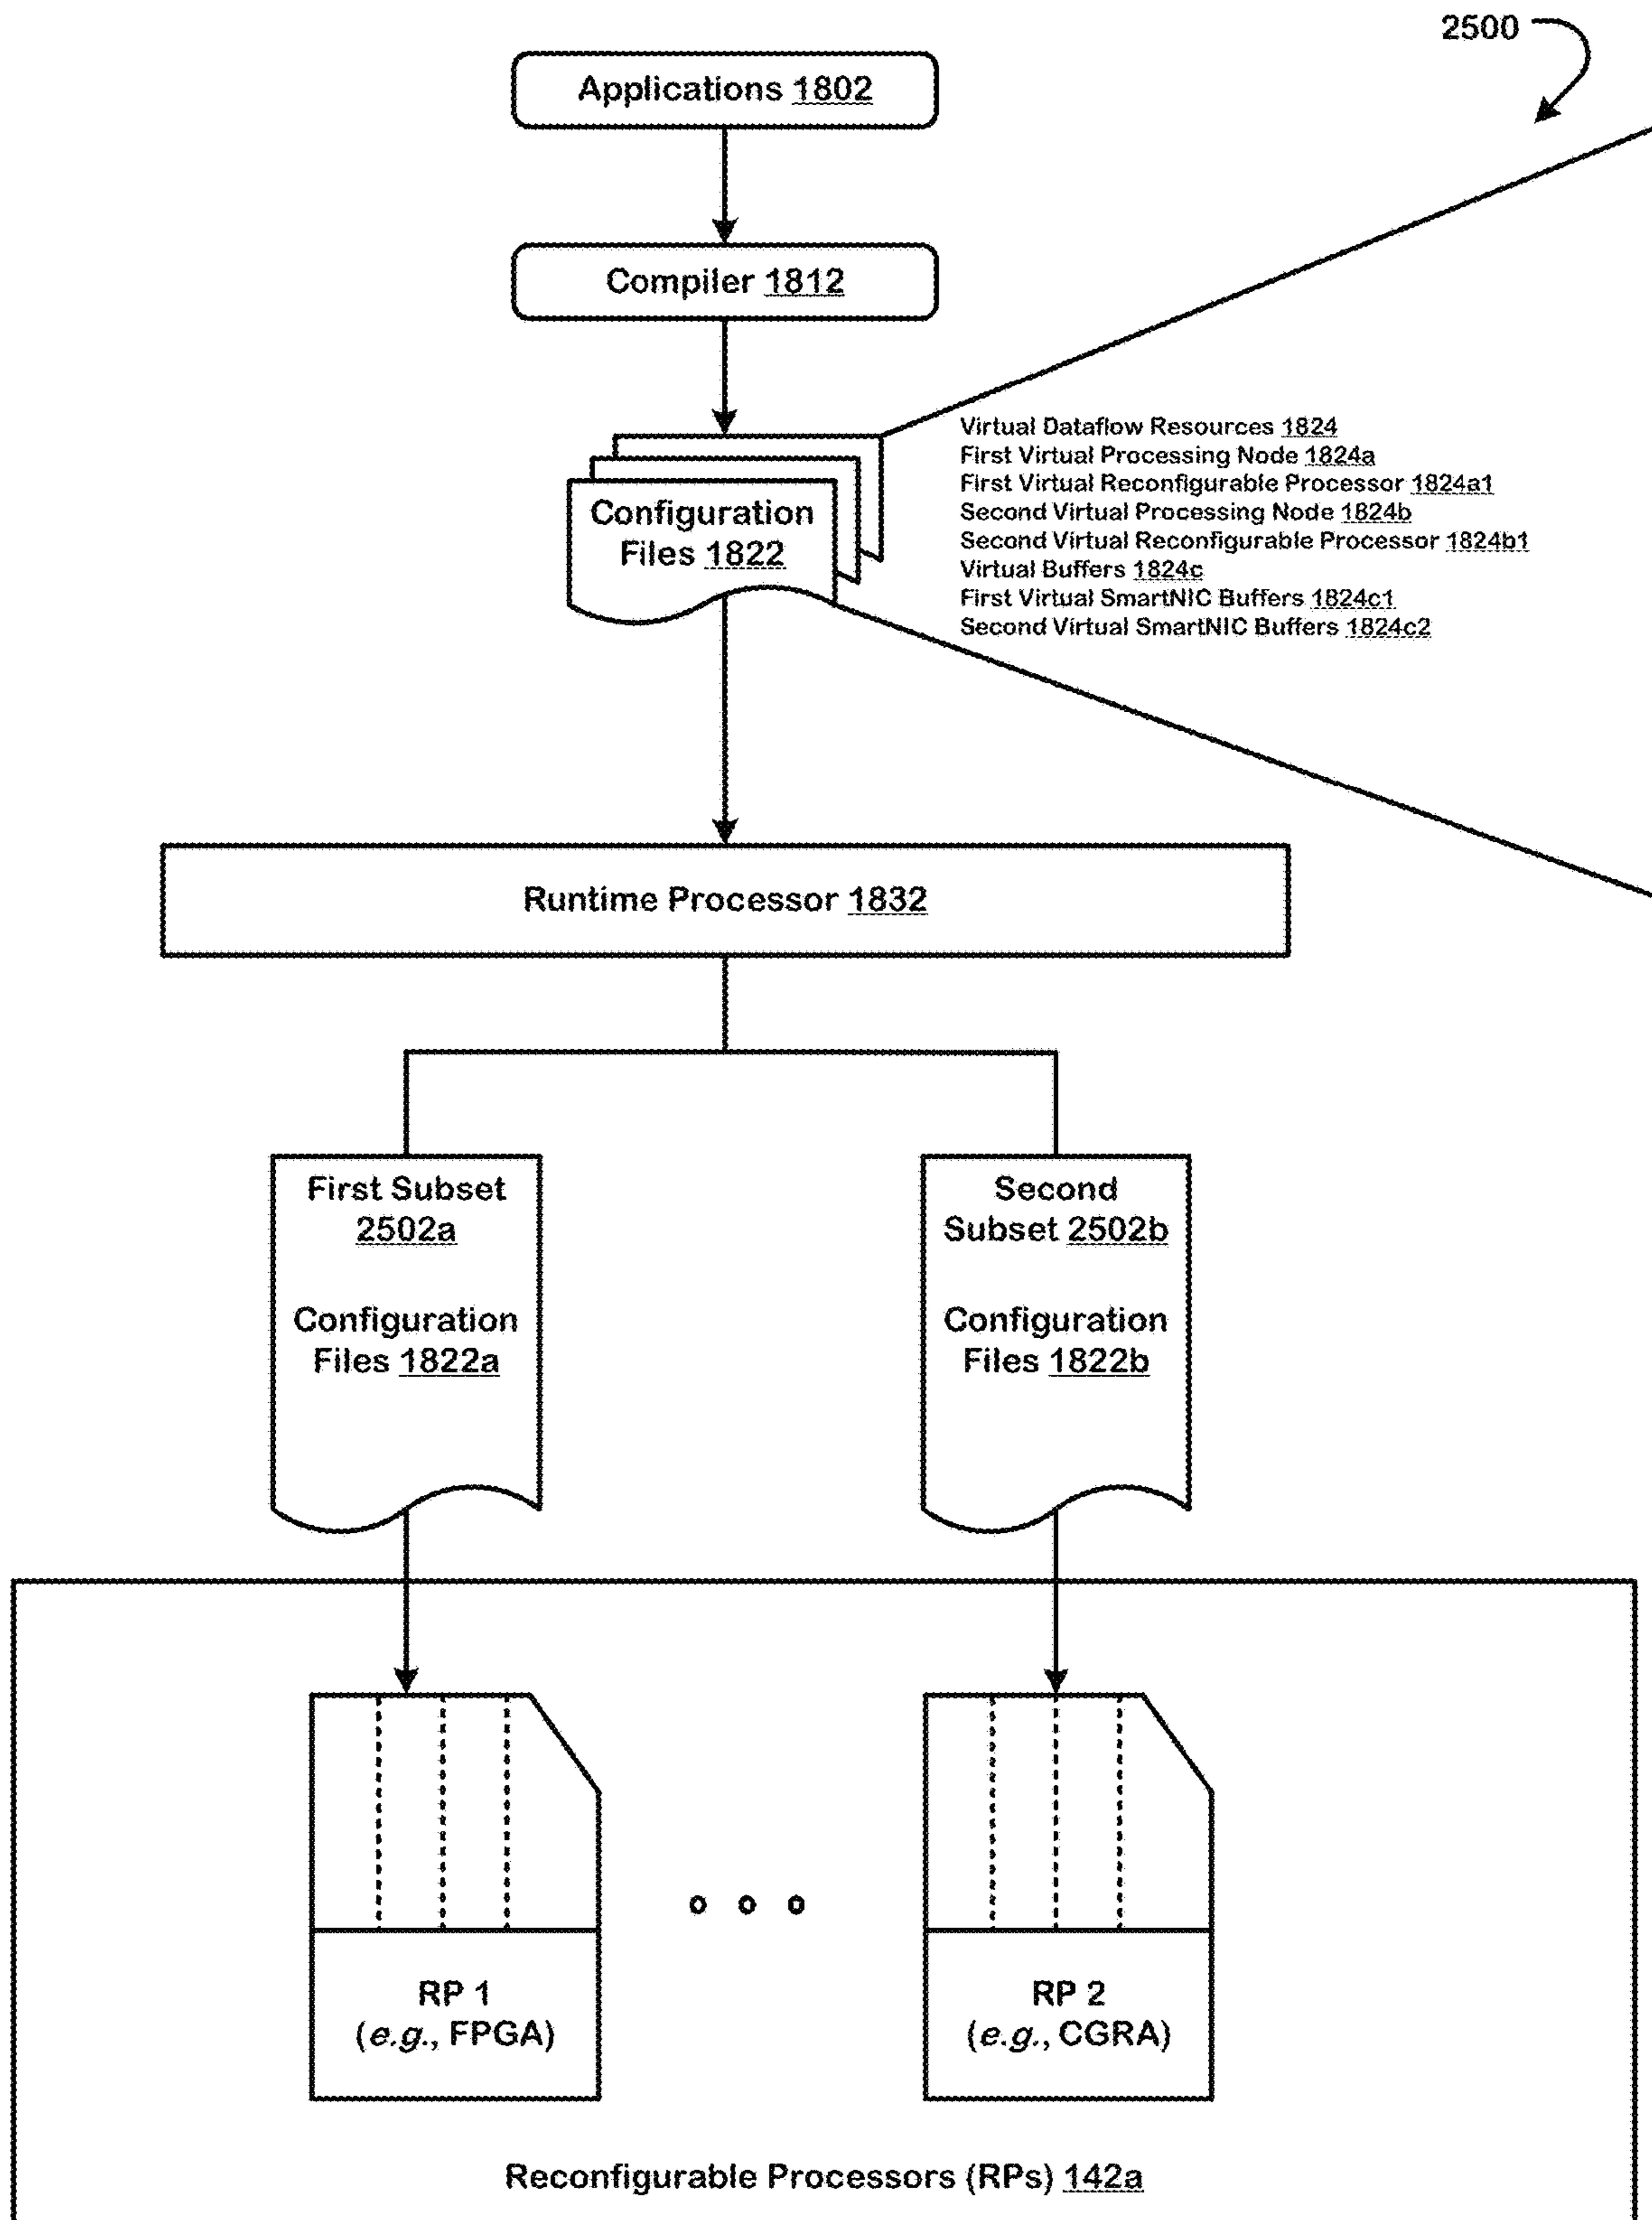 2500
Applications 1802
Compiler 1812
Virtual Dataflow Resources 1824
First Virtual Processing Node 1824a
First Virtual Reconfigurable Processor 1824a1
Second Virtual Processing Node 1824b
Second Virtual Reconfigurable Processor 1824b1
Virtual Buffers 1824c
First Virtual SmartNIC Buffers 1824c1
Second Virtual SmartNIC Buffers 1824c2
Configuration
Files 1822
Runtime Processor 1832
First Subset
2502a
Configuration
Files 1822a
Second
Subset 2502b
Configuration
Files 1822b
RP 1
(e.g., FPGA)
RP 2
(e.g., CGRA)
Reconfigurable Processors (RPs) 142a